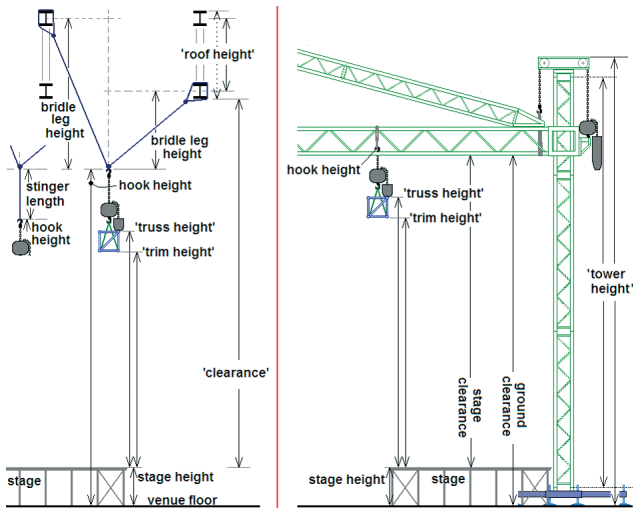 'roof height'
bridle
leg
height
bridle leg
height
hook height
stinger
length
hook
height
'truss height'
'trim height'
'clearance'
stage
stage height
venue floor
hook height
'truss height'
'trim height'
'tower
height'
stage
clearance
ground
clearance
stage height
stage